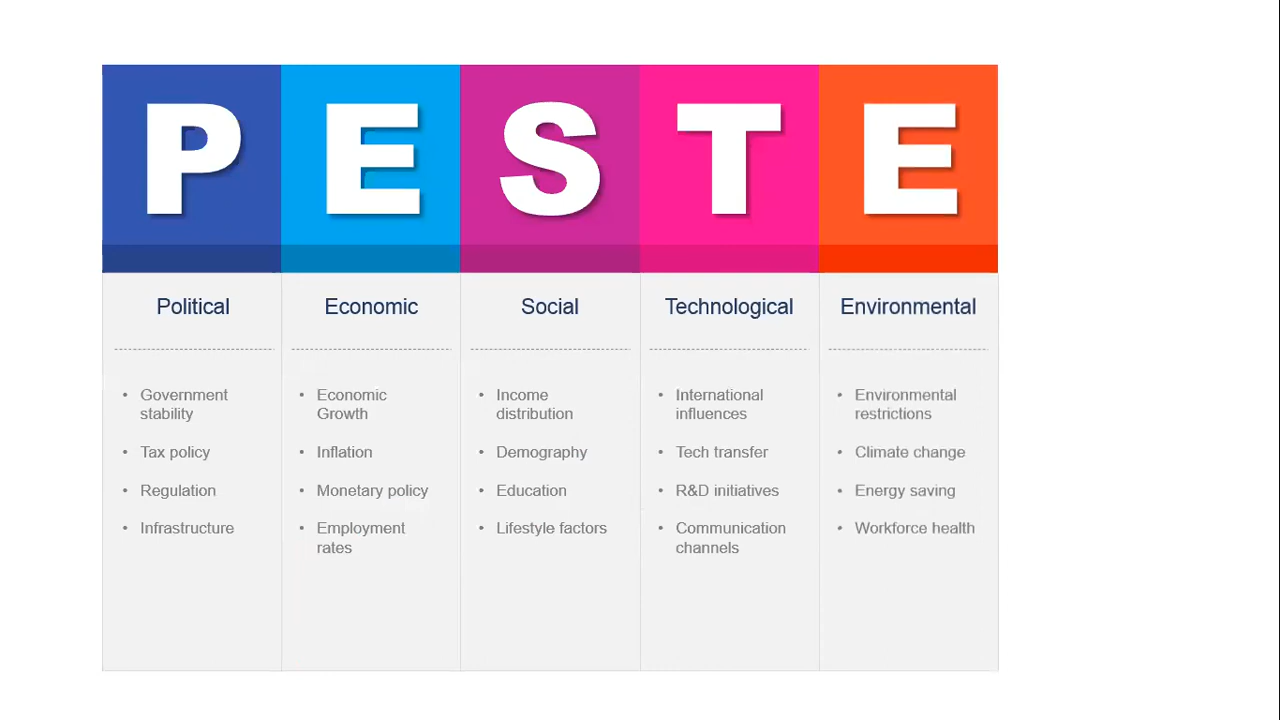 P E S T E
Political
Economic
Social
Technological
Environmental
• Government
stability
• Tax policy
• Regulation
• Infrastructure
• Economic
Growth
• Inflation
• Monetary policy
• Employment
rates
• Income
distribution
• Demography
• Education
• Lifestyle factors
• International
influences
• Tech transfer
• R&D initiatives
• Communication
channels
• Environmental
restrictions
• Climate change
• Energy saving
• Workforce health